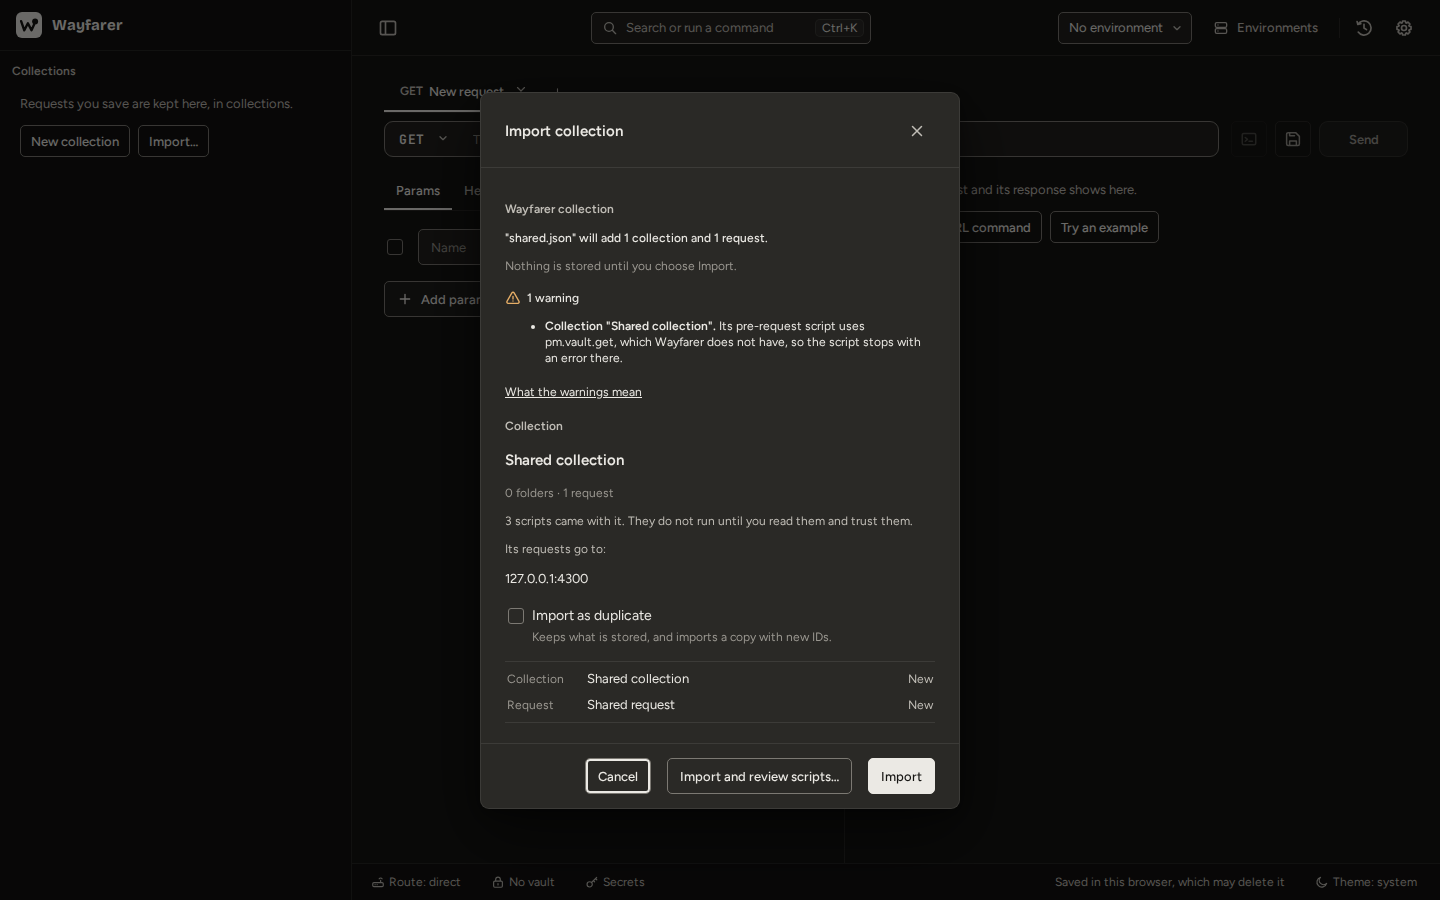 Wayfarer
Search or run a command
Ctrl+K
No environment
Environments
Collections
Requests you save are kept here, in collections.
New collection
Import...
GET New request
GET
Send
Params
st and its response shows here.
Name
L command
Try an example
Add
Import collection
Wayfarer collection
"shared.json" will add 1 collection and 1 request.
Nothing is stored until you choose Import.
1 warning
• Collection "Shared collection". Its pre-request script uses
pm.vault.get, which Wayfarer does not have, so the script stops with
an error there.
What the warnings mean
Collection
Shared collection
0 folders · 1 request
3 scripts came with it. They do not run until you read them and trust them.
Its requests go to:
127.0.0.1:4300
Import as duplicate
Keeps what is stored, and imports a copy with new IDs.
Collection Shared collection New
Request Shared request New
Cancel
Import and review scripts...
Import
Route: direct
No vault
Secrets
Saved in this browser, which may delete it
Theme: system